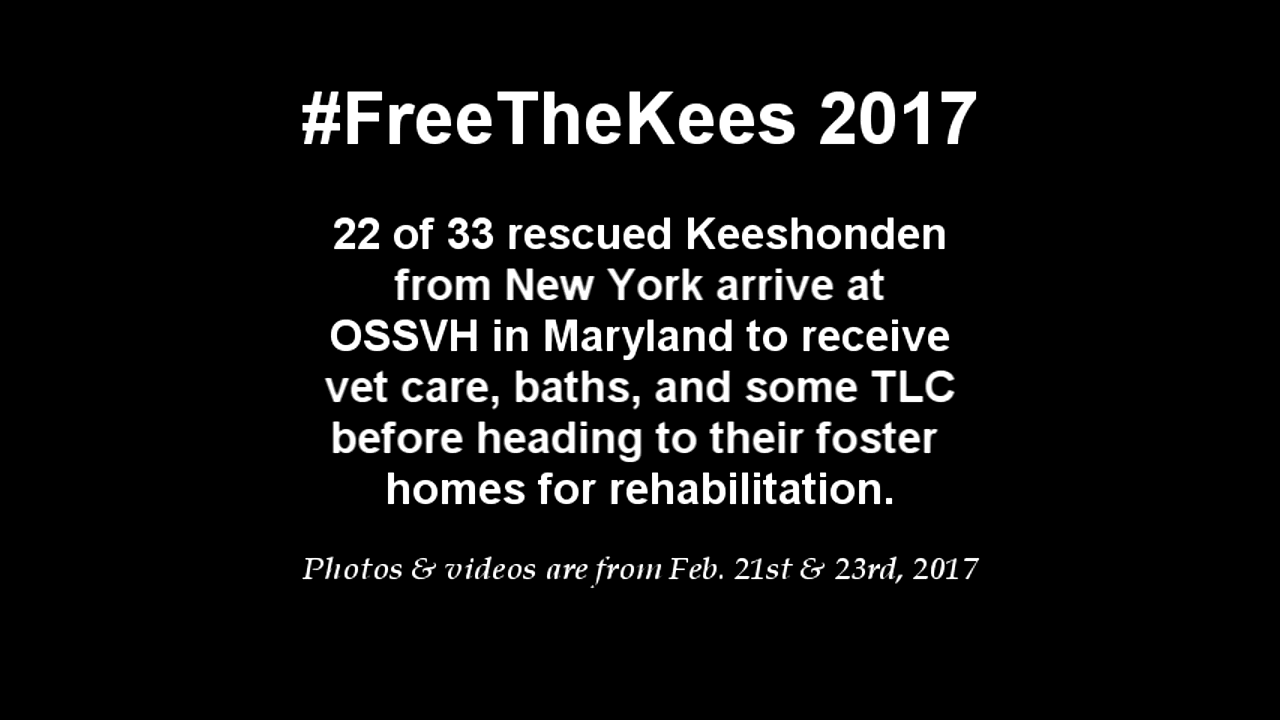 #FreeTheKees 2017
22 of 33 rescued Keeshonden
from New York arrive at
OSSVH in Maryland to receive
vet care, baths, and some TLC
before heading to their foster
homes for rehabilitation.
Photos & videos are from Feb. 21st & 23rd, 2017